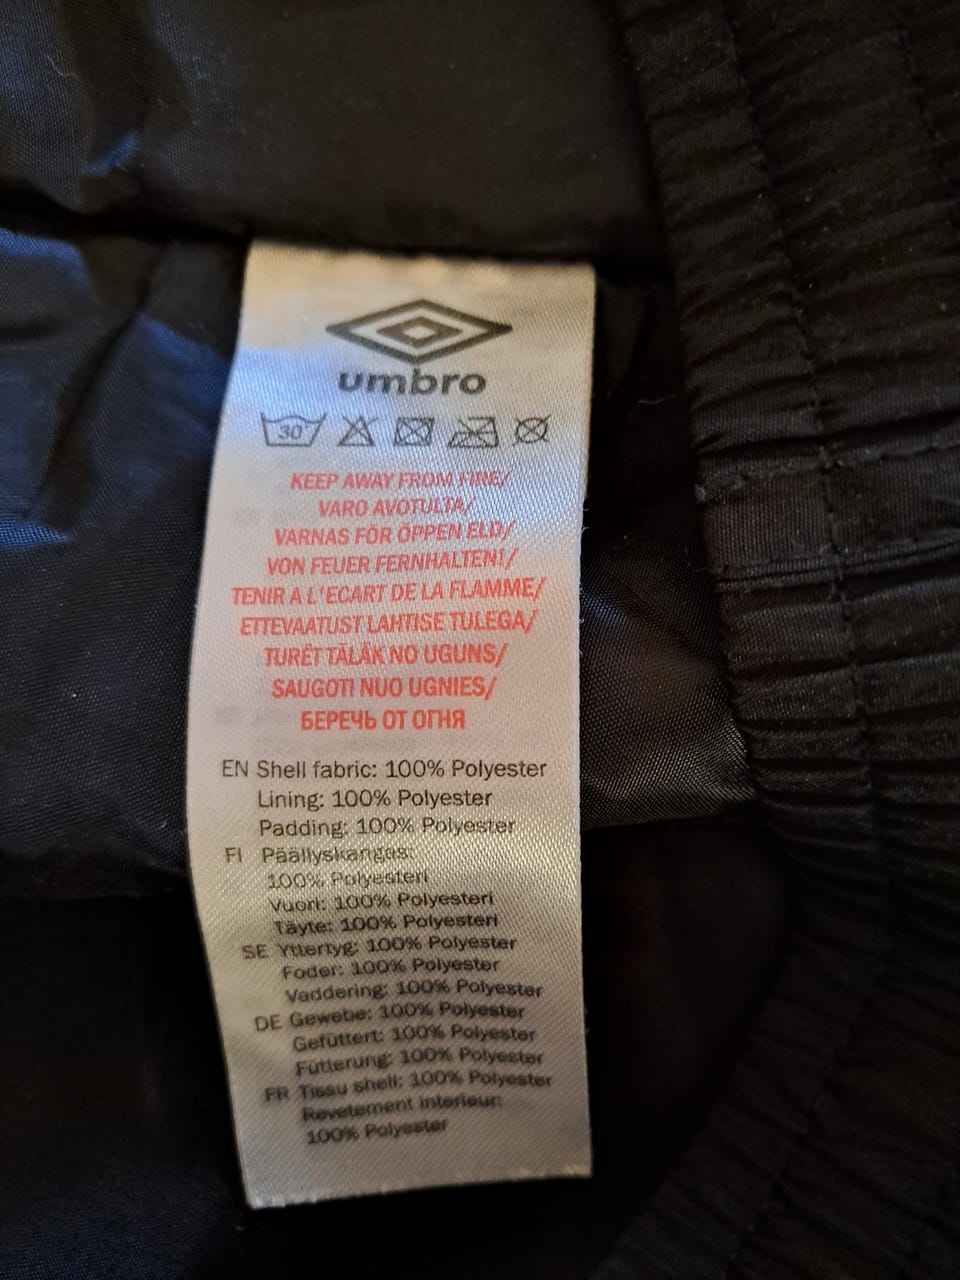 umbro
30°
KEEP AWAY FROM FIRE/
VARO AVOTULTA/
VARNAS FÖR ÖPPEN ELD/
VON FEUER FERNHALTEN!/
TENIR A L'ECART DE LA FLAMME/
ETTEVAATUST LAHTISE TULEGA/
TURĒT TĀLĀK NO UGUNS/
SAUGOTI NUO UGNIES/
БЕРЕЧЬ ОТ ОГНЯ
EN Shell fabric: 100% Polyester
Lining: 100% Polyester
Padding: 100% Polyester
FI Päällyskangas:
100% Polyesteri
Vuori: 100% Polyesteri
Täyte: 100% Polyesteri
SE Yttertyg: 100% Polyester
Foder: 100% Polyester
Vaddering: 100% Polyester
DE Gewebe: 100% Polyester
Gefüttert: 100% Polyester
Fütterung: 100% Polyester
FR Tissu shell: 100% Polyester
Revetement interieur:
100% Polyester